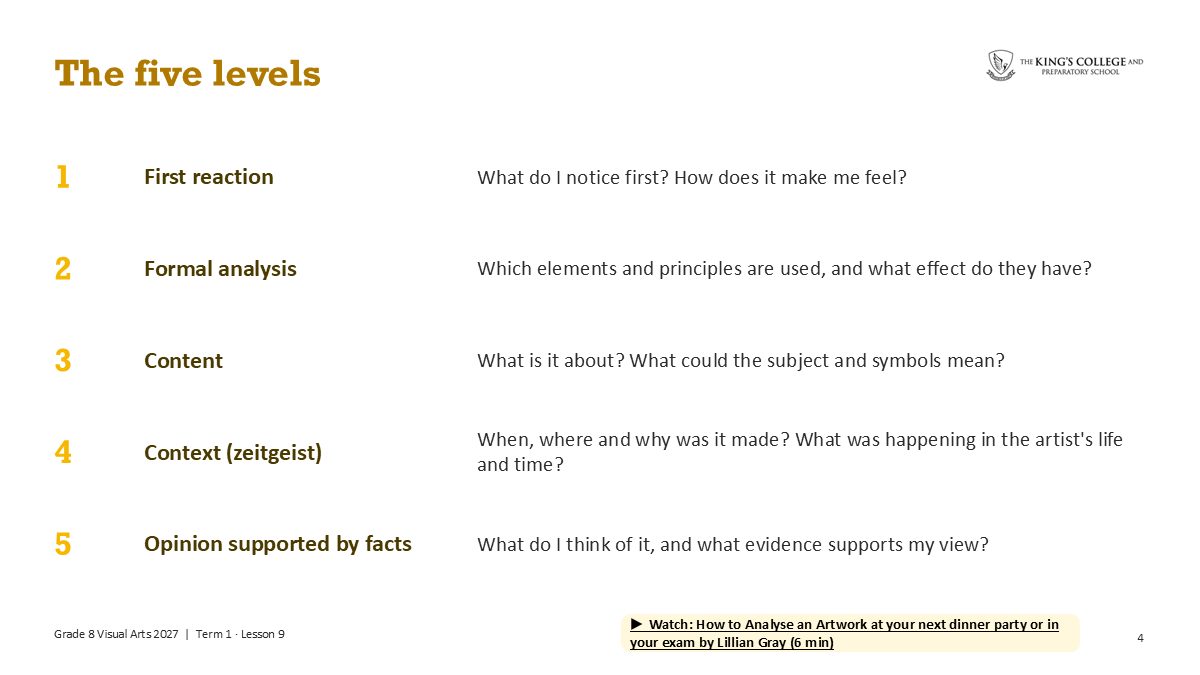 The five levels
THE KING'S COLLEGE AND
PREPARATORY SCHOOL
1 First reaction What do I notice first? How does it make me feel?
2 Formal analysis Which elements and principles are used, and what effect do they have?
3 Content What is it about? What could the subject and symbols mean?
4 Context (zeitgeist) When, where and why was it made? What was happening in the artist's life
and time?
5 Opinion supported by facts What do I think of it, and what evidence supports my view?
Grade 8 Visual Arts 2027 | Term 1 · Lesson 9
▶ Watch: How to Analyse an Artwork at your next dinner party or in
your exam by Lillian Gray (6 min)
4